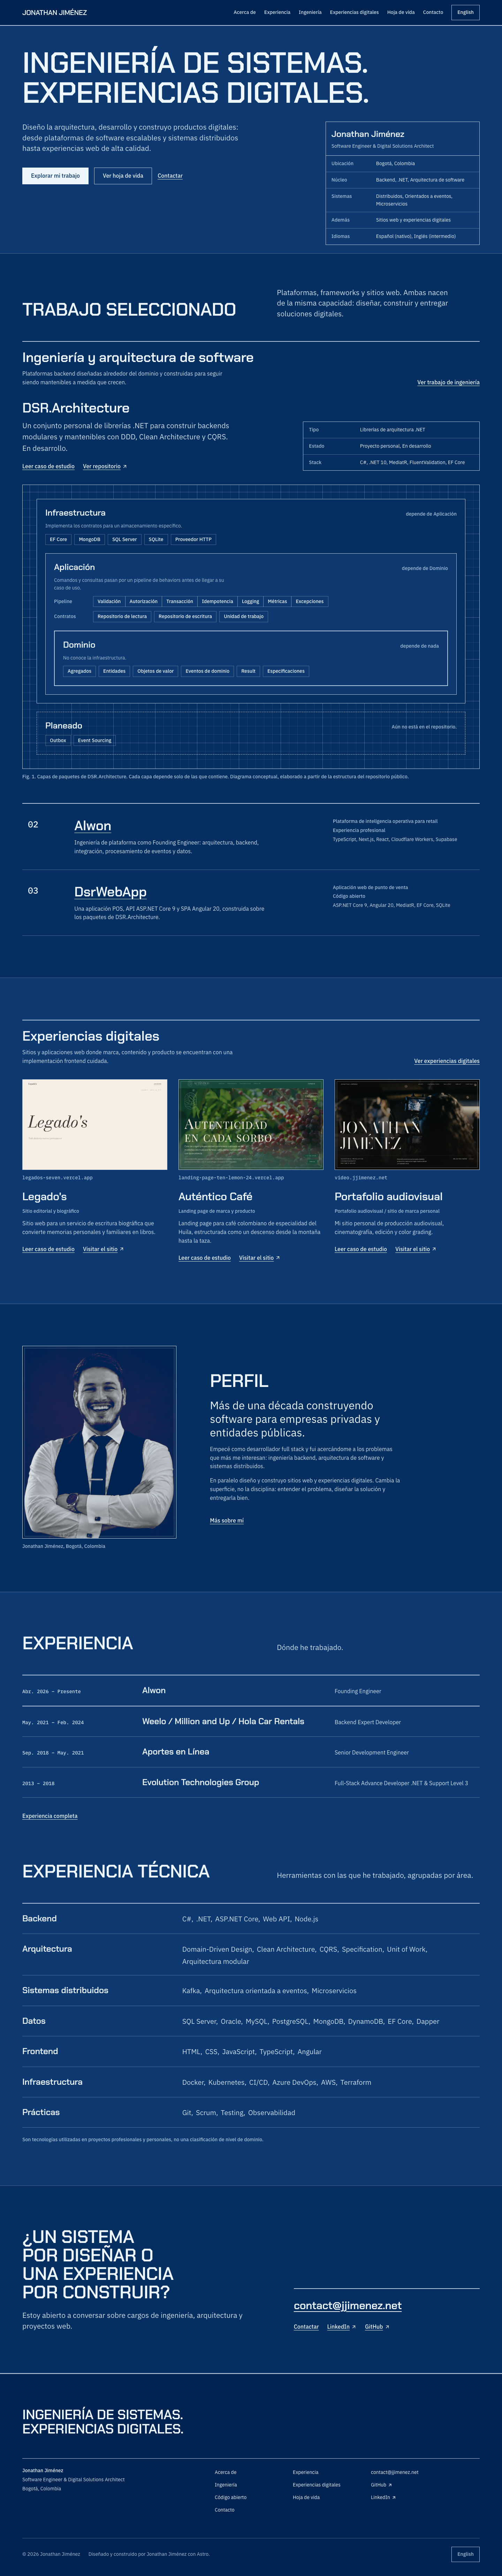 JONATHAN JIMÉNEZ
Acerca de
Experiencia
Ingeniería
Experiencias digitales
Hoja de vida
Contacto
English
INGENIERÍA DE SISTEMAS.
EXPERIENCIAS DIGITALES.
Diseño la arquitectura, desarrollo y construyo productos digitales:
desde plataformas de software escalables y sistemas distribuidos
hasta experiencias web de alta calidad.
Explorar mi trabajo
Ver hoja de vida
Contactar
Jonathan Jiménez
Software Engineer & Digital Solutions Architect
Ubicación Bogotá, Colombia
Núcleo Backend, .NET, Arquitectura de software
Sistemas Distribuidos, Orientados a eventos,
Microservicios
Además Sitios web y experiencias digitales
Idiomas Español (nativo), Inglés (intermedio)
TRABAJO SELECCIONADO
Plataformas, frameworks y sitios web. Ambas nacen
de la misma capacidad: diseñar, construir y entregar
soluciones digitales.
Ingeniería y arquitectura de software
Plataformas backend diseñadas alrededor del dominio y construidas para seguir
siendo mantenibles a medida que crecen.
Ver trabajo de ingeniería
DSR.Architecture
Un conjunto personal de librerías .NET para construir backends
modulares y mantenibles con DDD, Clean Architecture y CQRS.
En desarrollo.
Leer caso de estudio
Ver repositorio ↗
Tipo Librerías de arquitectura .NET
Estado Proyecto personal, En desarrollo
Stack C#, .NET 10, MediatR, FluentValidation, EF Core
Infraestructura
depende de Aplicación
Implementa los contratos para un almacenamiento específico.
EF Core MongoDB SQL Server SQLite Proveedor HTTP
Aplicación
depende de Dominio
Comandos y consultas pasan por un pipeline de behaviors antes de llegar a su
caso de uso.
Pipeline Validación Autorización Transacción Idempotencia Logging Métricas Excepciones
Contratos Repositorio de lectura Repositorio de escritura Unidad de trabajo
Dominio
depende de nada
No conoce la infraestructura.
Agregados Entidades Objetos de valor Eventos de dominio Result Especificaciones
Planeado
Aún no está en el repositorio.
Outbox Event Sourcing
Fig. 1. Capas de paquetes de DSR.Architecture. Cada capa depende solo de las que contiene. Diagrama conceptual, elaborado a partir de la estructura del repositorio público.
02
Alwon
Ingeniería de plataforma como Founding Engineer: arquitectura, backend,
integración, procesamiento de eventos y datos.
Plataforma de inteligencia operativa para retail
Experiencia profesional
TypeScript, Next.js, React, Cloudflare Workers, Supabase
03
DsrWebApp
Una aplicación POS, API ASP.NET Core 9 y SPA Angular 20, construida sobre
los paquetes de DSR.Architecture.
Aplicación web de punto de venta
Código abierto
ASP.NET Core 9, Angular 20, MediatR, EF Core, SQLite
Experiencias digitales
Sitios y aplicaciones web donde marca, contenido y producto se encuentran con una
implementación frontend cuidada.
Ver experiencias digitales
Legado's
AUTENTICIDAD
EN CADA SORBO
JONATHAN
JIMÉNEZ
legados-seven.vercel.app
Legado's
Sitio editorial y biográfico
Sitio web para un servicio de escritura biográfica que
convierte memorias personales y familiares en libros.
Leer caso de estudio
Visitar el sitio ↗
landing-page-ten-lemon-24.vercel.app
Auténtico Café
Landing page de marca y producto
Landing page para café colombiano de especialidad del
Huila, estructurada como un descenso desde la montaña
hasta la taza.
Leer caso de estudio
Visitar el sitio ↗
video.jjimenez.net
Portafolio audiovisual
Portafolio audiovisual / sitio de marca personal
Mi sitio personal de producción audiovisual,
cinematografía, edición y color grading.
Leer caso de estudio
Visitar el sitio ↗
Jonathan Jiménez, Bogotá, Colombia
PERFIL
Más de una década construyendo
software para empresas privadas y
entidades públicas.
Empecé como desarrollador full stack y fui acercándome a los problemas
que más me interesan: ingeniería backend, arquitectura de software y
sistemas distribuidos.
En paralelo diseño y construyo sitios web y experiencias digitales. Cambia la
superficie, no la disciplina: entender el problema, diseñar la solución y
entregarla bien.
Más sobre mí
EXPERIENCIA
Dónde he trabajado.
Abr. 2026 – Presente Alwon Founding Engineer
May. 2021 – Feb. 2024 Weelo / Million and Up / Hola Car Rentals Backend Expert Developer
Sep. 2018 – May. 2021 Aportes en Línea Senior Development Engineer
2013 – 2018 Evolution Technologies Group Full-Stack Advance Developer .NET & Support Level 3
Experiencia completa
EXPERIENCIA TÉCNICA
Herramientas con las que he trabajado, agrupadas por área.
Backend C#, .NET, ASP.NET Core, Web API, Node.js
Arquitectura Domain-Driven Design, Clean Architecture, CQRS, Specification, Unit of Work,
Arquitectura modular
Sistemas distribuidos Kafka, Arquitectura orientada a eventos, Microservicios
Datos SQL Server, Oracle, MySQL, PostgreSQL, MongoDB, DynamoDB, EF Core, Dapper
Frontend HTML, CSS, JavaScript, TypeScript, Angular
Infraestructura Docker, Kubernetes, CI/CD, Azure DevOps, AWS, Terraform
Prácticas Git, Scrum, Testing, Observabilidad
Son tecnologías utilizadas en proyectos profesionales y personales, no una clasificación de nivel de dominio.
¿UN SISTEMA
POR DISEÑAR O
UNA EXPERIENCIA
POR CONSTRUIR?
Estoy abierto a conversar sobre cargos de ingeniería, arquitectura y
proyectos web.
contact@jjimenez.net
Contactar
LinkedIn ↗
GitHub ↗
INGENIERÍA DE SISTEMAS.
EXPERIENCIAS DIGITALES.
Jonathan Jiménez
Software Engineer & Digital Solutions Architect
Bogotá, Colombia
Acerca de
Ingeniería
Código abierto
Contacto
Experiencia
Experiencias digitales
Hoja de vida
contact@jjimenez.net
GitHub ↗
LinkedIn ↗
© 2026 Jonathan Jiménez
Diseñado y construido por Jonathan Jiménez con Astro.
English